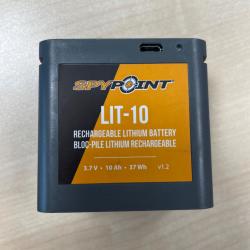 SPYPOINT
LIT-10
RECHARGEABLE LITHIUM BATTERY
BLOC-PILE LITHIUM RECHARGEABLE
3.7 V • 10 Ah • 37 Wh
v1.2